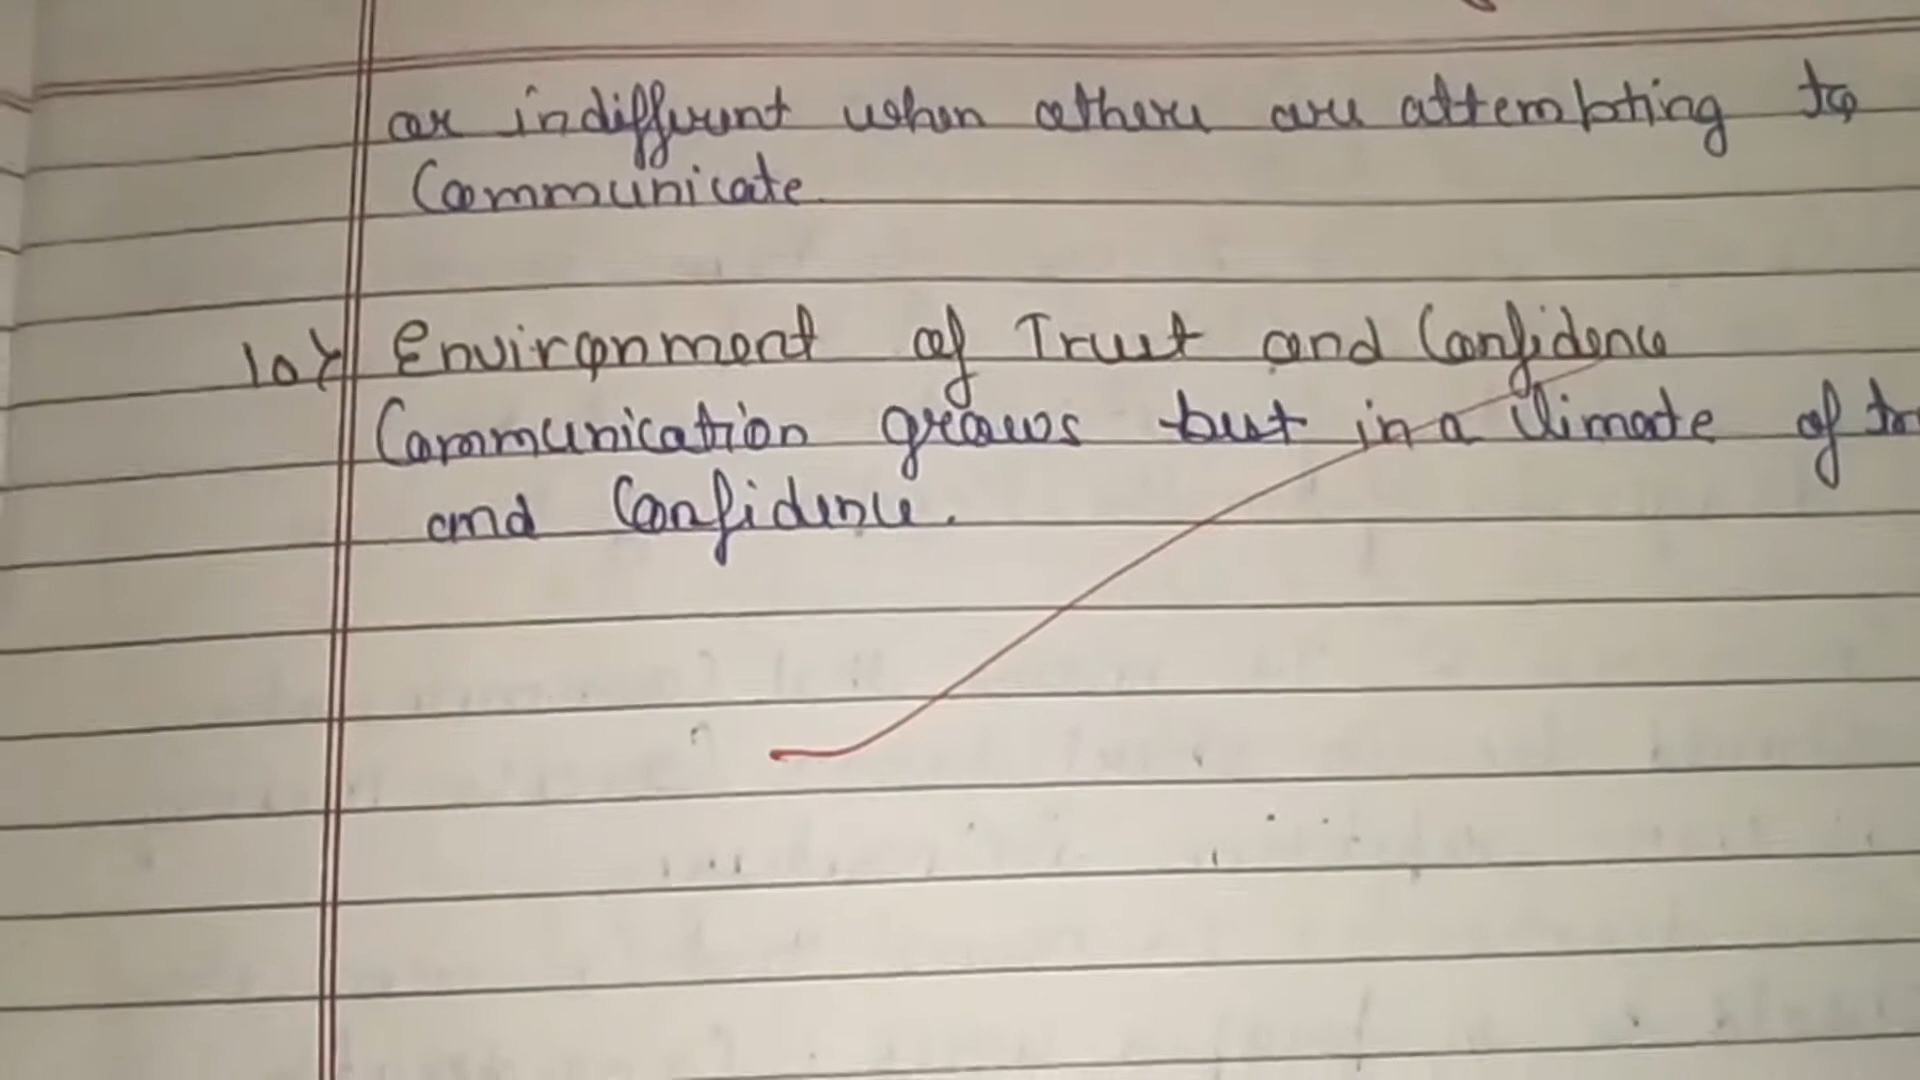 or indifferent when others are attempting to
Communicate.
10) Environment of Trust and Confidence
Communication grows but in a climate of
and Confidence.